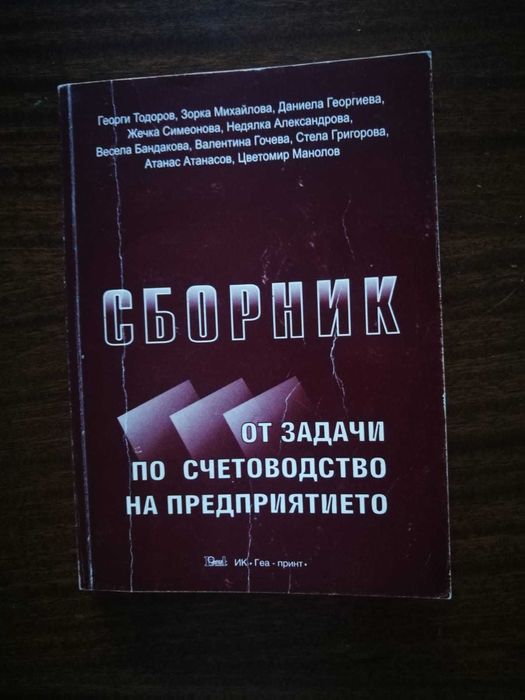 Георги Тодоров, Зорка Михайлова, Даниела Георгиева,
Жечка Симеонова, Недялка Александрова,
Весела Бандакова, Валентина Гочева, Стела Григорова,
Атанас Атанасов, Цветомир Манолов
СБОРНИК
ОТ ЗАДАЧИ
ПО СЧЕТОВОДСТВО
НА ПРЕДПРИЯТИЕТО
ИК • Геа - принт •